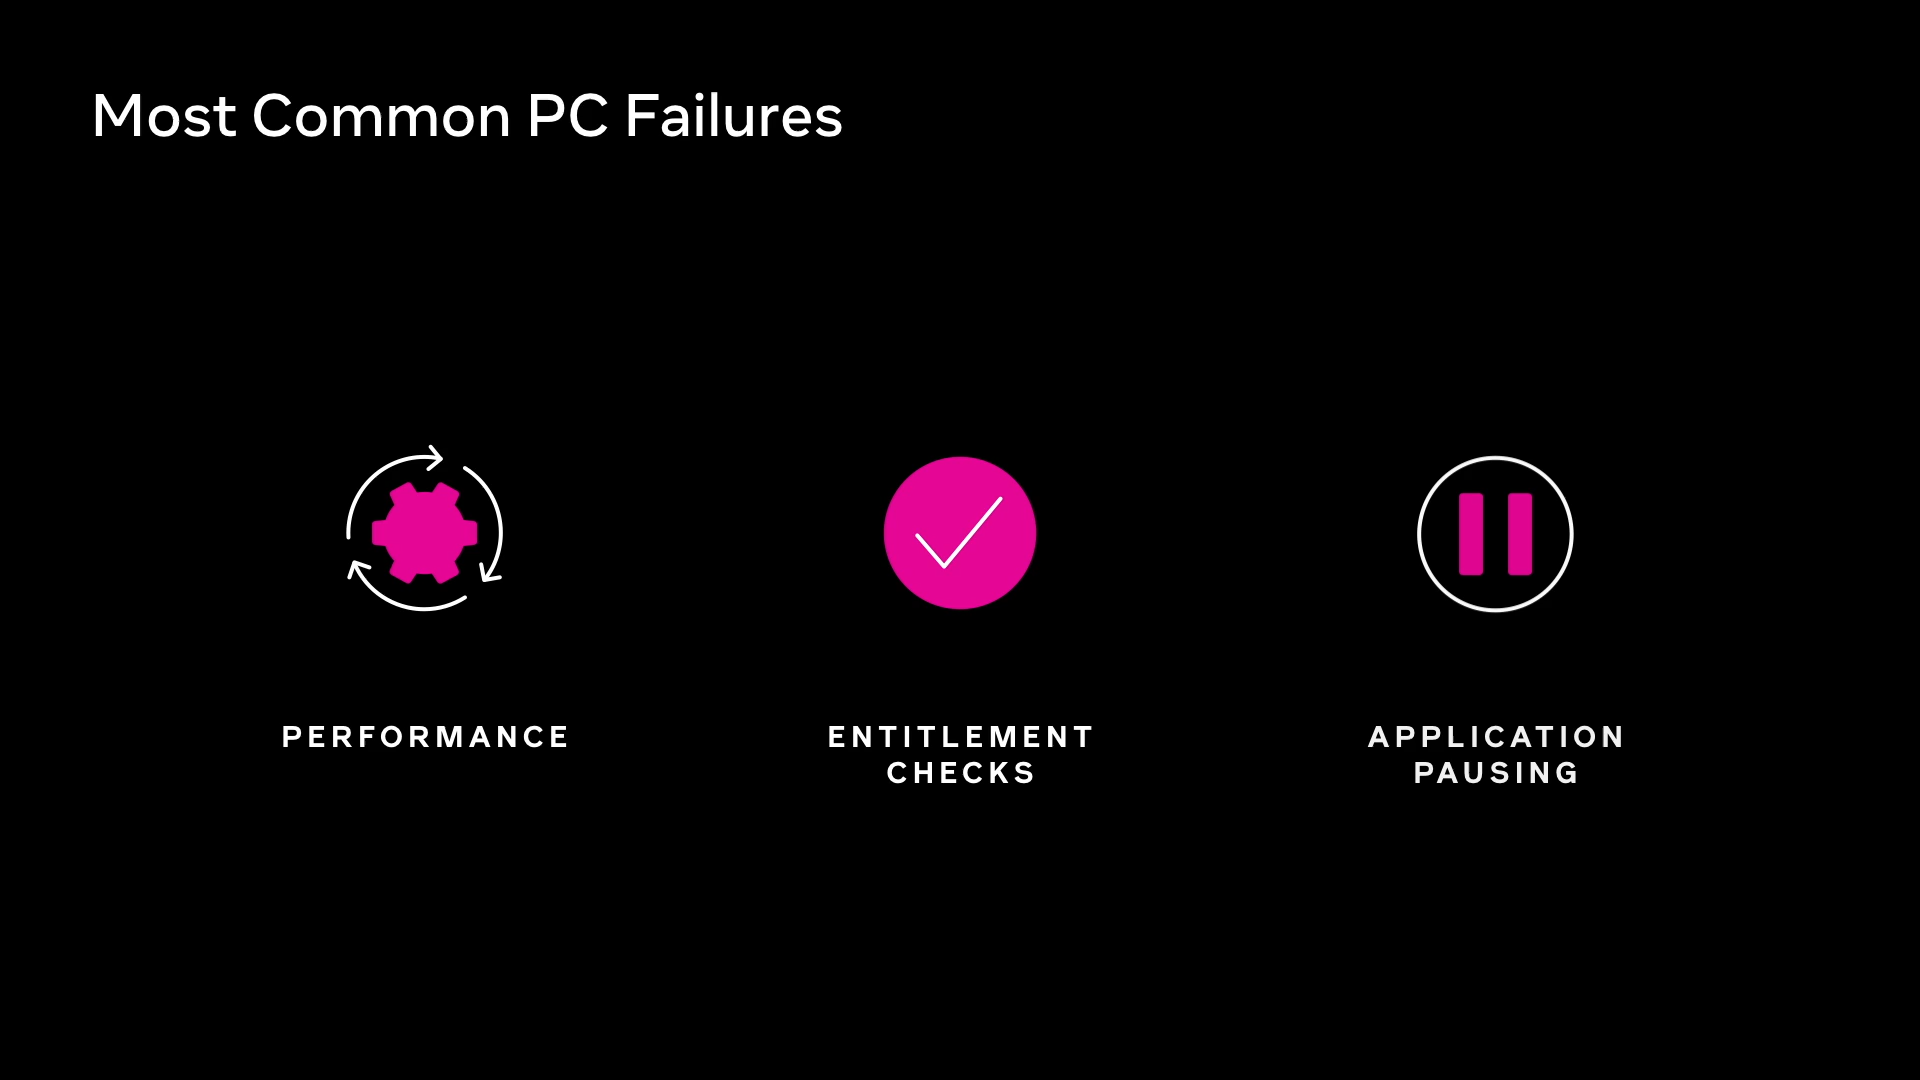 Most Common PC Failures
PERFORMANCE
ENTITLEMENT
CHECKS
APPLICATION
PAUSING